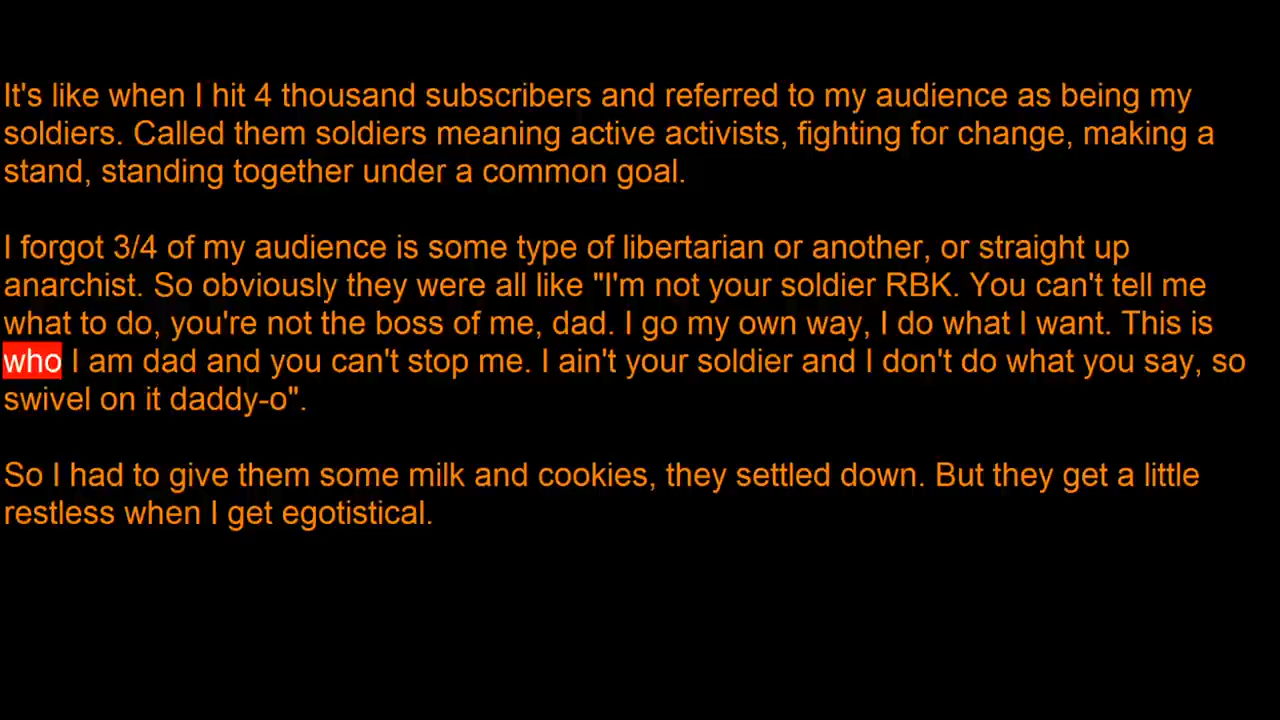 It's like when I hit 4 thousand subscribers and referred to my audience as being my
soldiers. Called them soldiers meaning active activists, fighting for change, making a
stand, standing together under a common goal.
I forgot 3/4 of my audience is some type of libertarian or another, or straight up
anarchist. So obviously they were all like "I'm not your soldier RBK. You can't tell me
what to do, you're not the boss of me, dad. I go my own way, I do what I want. This is
who I am dad and you can't stop me. I ain't your soldier and I don't do what you say, so
swivel on it daddy-o".
So I had to give them some milk and cookies, they settled down. But they get a little
restless when I get egotistical.